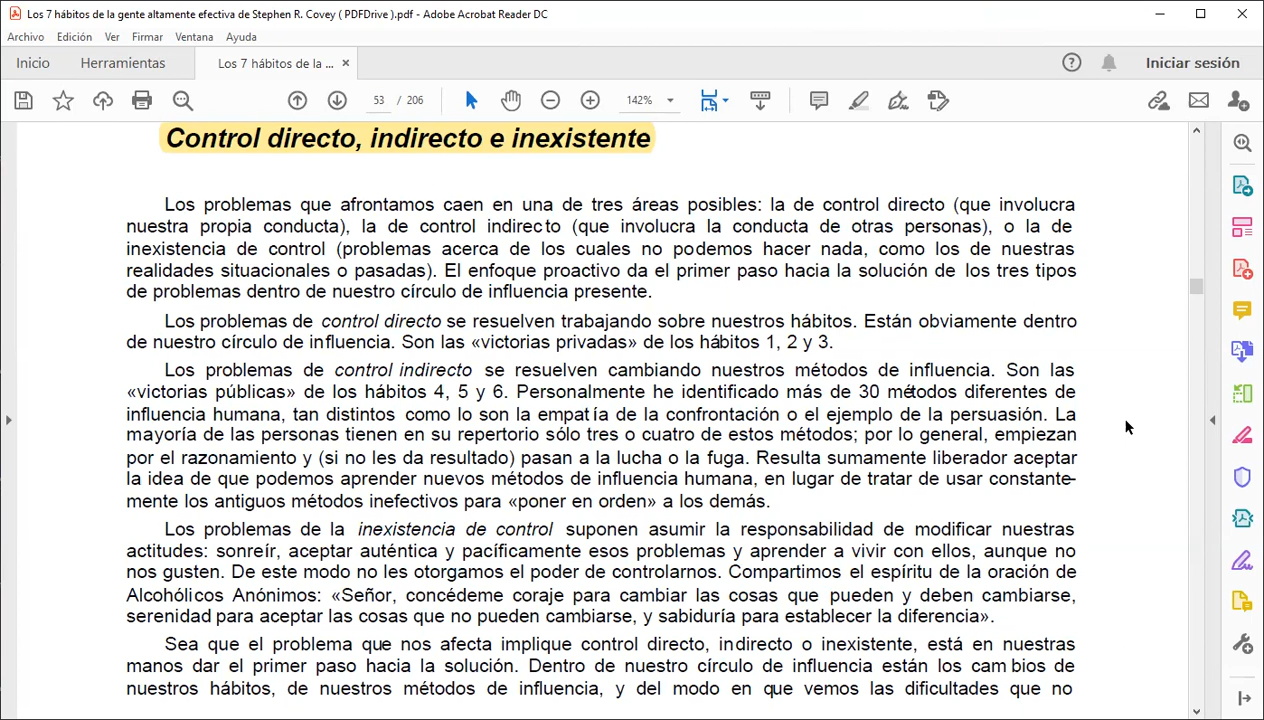 Los 7 hábitos de la gente altamente efectiva de Stephen R. Covey ( PDFDrive ).pdf - Adobe Acrobat Reader DC
Archivo Edición Ver Firmar Ventana Ayuda
Inicio Herramientas Los 7 hábitos de la ... × Iniciar sesión
53 / 206 142%
Control directo, indirecto e inexistente
Los problemas que afrontamos caen en una de tres áreas posibles: la de control directo (que involucra
nuestra propia conducta), la de control indirecto (que involucra la conducta de otras personas), o la de
inexistencia de control (problemas acerca de los cuales no podemos hacer nada, como los de nuestras
realidades situacionales o pasadas). El enfoque proactivo da el primer paso hacia la solución de los tres tipos
de problemas dentro de nuestro círculo de influencia presente.
Los problemas de control directo se resuelven trabajando sobre nuestros hábitos. Están obviamente dentro
de nuestro círculo de influencia. Son las «victorias privadas» de los hábitos 1, 2 y 3.
Los problemas de control indirecto se resuelven cambiando nuestros métodos de influencia. Son las
«victorias públicas» de los hábitos 4, 5 y 6. Personalmente he identificado más de 30 métodos diferentes de
influencia humana, tan distintos como lo son la empatía de la confrontación o el ejemplo de la persuasión. La
mayoría de las personas tienen en su repertorio sólo tres o cuatro de estos métodos; por lo general, empiezan
por el razonamiento y (si no les da resultado) pasan a la lucha o la fuga. Resulta sumamente liberador aceptar
la idea de que podemos aprender nuevos métodos de influencia humana, en lugar de tratar de usar constante-
mente los antiguos métodos inefectivos para «poner en orden» a los demás.
Los problemas de la inexistencia de control suponen asumir la responsabilidad de modificar nuestras
actitudes: sonreír, aceptar auténtica y pacíficamente esos problemas y aprender a vivir con ellos, aunque no
nos gusten. De este modo no les otorgamos el poder de controlarnos. Compartimos el espíritu de la oración de
Alcohólicos Anónimos: «Señor, concédeme coraje para cambiar las cosas que pueden y deben cambiarse,
serenidad para aceptar las cosas que no pueden cambiarse, y sabiduría para establecer la diferencia».
Sea que el problema que nos afecta implique control directo, indirecto o inexistente, está en nuestras
manos dar el primer paso hacia la solución. Dentro de nuestro círculo de influencia están los cam bios de
nuestros hábitos, de nuestros métodos de influencia, y del modo en que vemos las dificultades que no